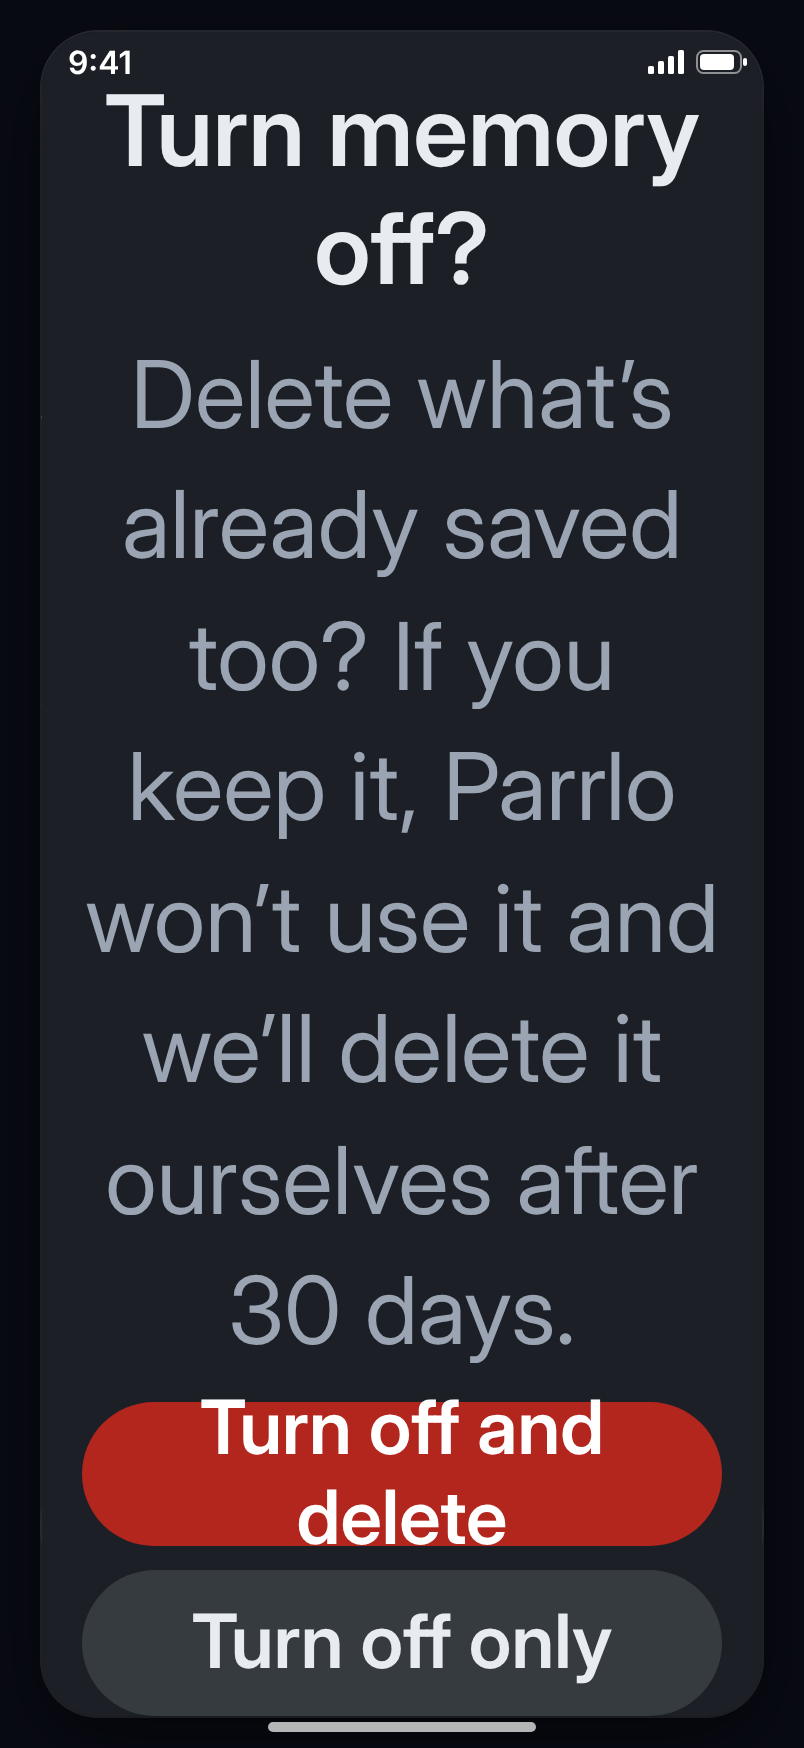 9:41
Turn memory
off?
Delete what’s
already saved
too? If you
keep it, Parrlo
won’t use it and
we’ll delete it
ourselves after
30 days.
Turn off and
delete
Turn off only